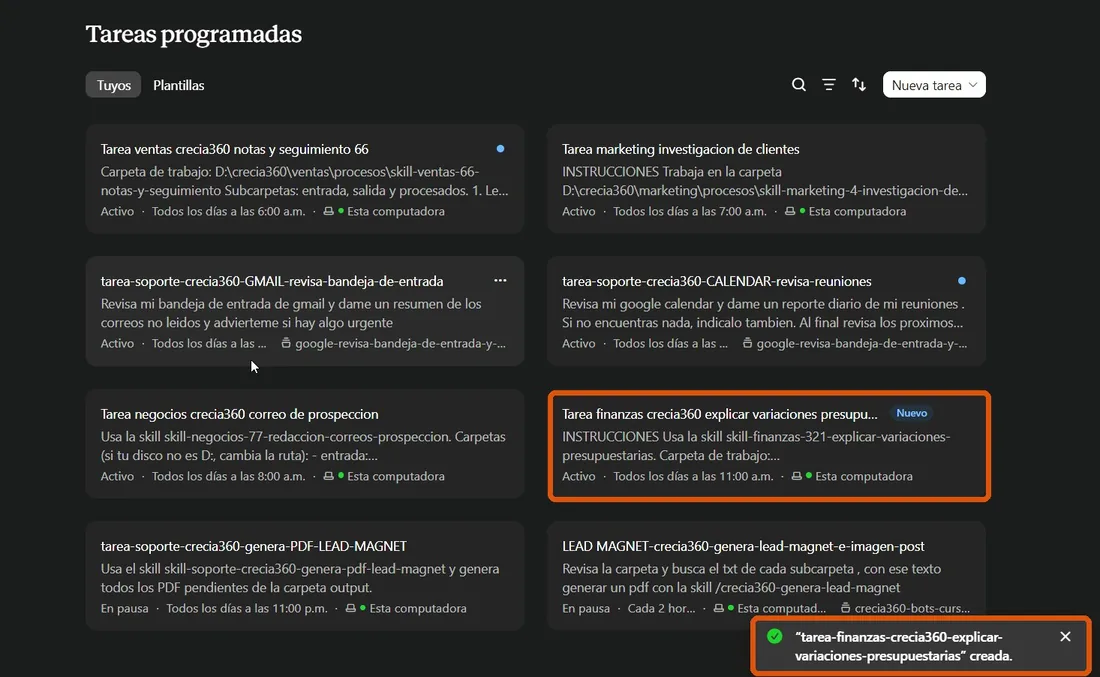 Tareas programadas
Tuyos
Plantillas
Nueva tarea
Tarea ventas crecia360 notas y seguimiento 66
Carpeta de trabajo: D:\crecia360\ventas\procesos\skill-ventas-66-
notas-y-seguimiento Subcarpetas: entrada, salida y procesados. 1. Le...
Activo · Todos los días a las 6:00 a.m. · Esta computadora
Tarea marketing investigacion de clientes
INSTRUCCIONES Trabaja en la carpeta
D:\crecia360\marketing\procesos\skill-marketing-4-investigacion-de...
Activo · Todos los días a las 7:00 a.m. · Esta computadora
tarea-soporte-crecia360-GMAIL-revisa-bandeja-de-entrada
Revisa mi bandeja de entrada de gmail y dame un resumen de los
correos no leidos y advierteme si hay algo urgente
Activo · Todos los días a las ... google-revisa-bandeja-de-entrada-y-...
tarea-soporte-crecia360-CALENDAR-revisa-reuniones
Revisa mi google calendar y dame un reporte diario de mi reuniones .
Si no encuentras nada, indicalo tambien. Al final revisa los proximos...
Activo · Todos los días a las ... google-revisa-bandeja-de-entrada-y-...
Tarea negocios crecia360 correo de prospeccion
Usa la skill skill-negocios-77-redaccion-correos-prospeccion. Carpetas
(si tu disco no es D:, cambia la ruta): - entrada:...
Activo · Todos los días a las 8:00 a.m. · Esta computadora
Tarea finanzas crecia360 explicar variaciones presupu... Nuevo
INSTRUCCIONES Usa la skill skill-finanzas-321-explicar-variaciones-
presupuestarias. Carpeta de trabajo:...
Activo · Todos los días a las 11:00 a.m. · Esta computadora
tarea-soporte-crecia360-genera-PDF-LEAD-MAGNET
Usa el skill skill-soporte-crecia360-genera-pdf-lead-magnet y genera
todos los PDF pendientes de la carpeta output.
En pausa · Todos los días a las 11:00 p.m. · Esta computadora
LEAD MAGNET-crecia360-genera-lead-magnet-e-imagen-post
Revisa la carpeta y busca el txt de cada subcarpeta , con ese texto
generar un pdf con la skill /crecia360-genera-lead-magnet
En pausa · Cada 2 hor... · Esta computad... crecia360-bots-curs...
"tarea-finanzas-crecia360-explicar-
variaciones-presupuestarias" creada.